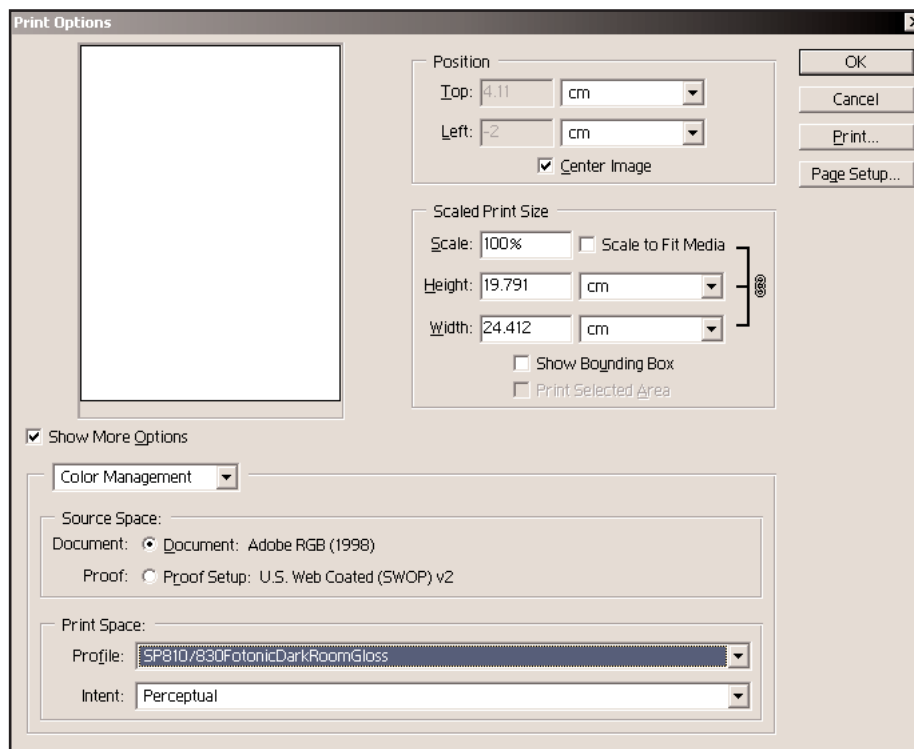 Print Options
Position
Top: 4.11 cm
Left: -2 cm
Center Image
OK
Cancel
Print...
Page Setup...
Scaled Print Size
Scale: 100% Scale to Fit Media
Height: 19.791 cm
Width: 24.412 cm
Show Bounding Box
Print Selected Area
Show More Options
Color Management
Source Space:
Document: Document: Adobe RGB (1998)
Proof: Proof Setup: U.S. Web Coated (SWOP) v2
Print Space:
Profile: SP810/830FotonicDarkRoomGloss
Intent: Perceptual